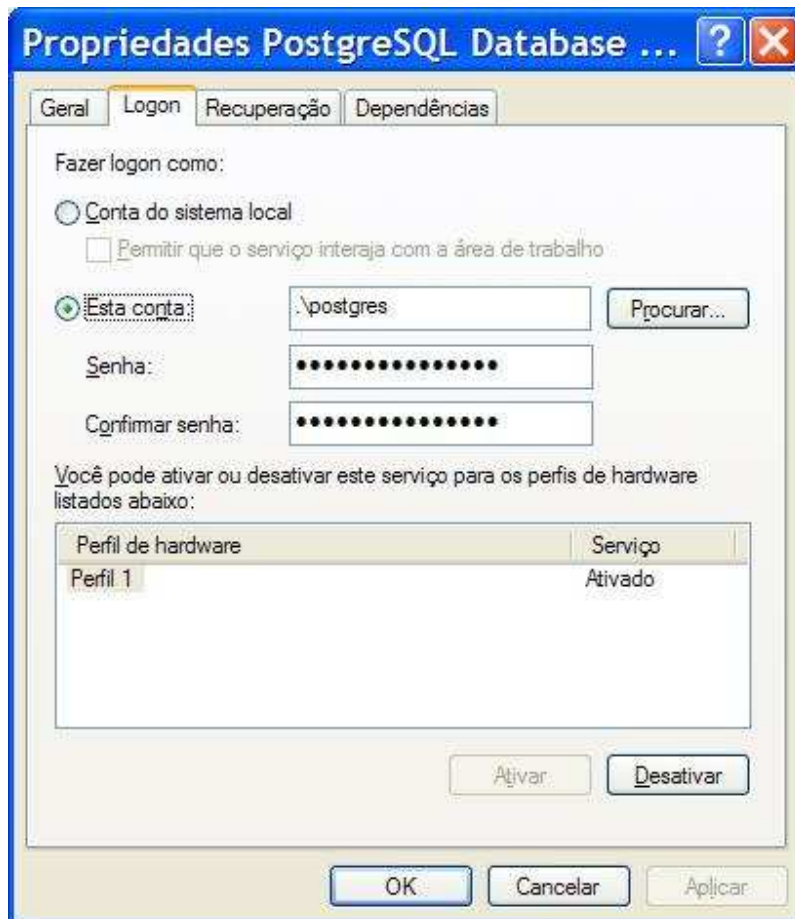 Propriedades PostgreSQL Database ...
Geral Logon Recuperação Dependências
Fazer logon como:
Conta do sistema local
Permitir que o serviço interaja com a área de trabalho
Esta conta: .\postgres Procurar...
Senha: •••••••••••••••
Confirmar senha: •••••••••••••••
Você pode ativar ou desativar este serviço para os perfis de hardware
listados abaixo:
Perfil de hardware Serviço
Perfil 1 Ativado
Ativar Desativar
OK Cancelar Aplicar